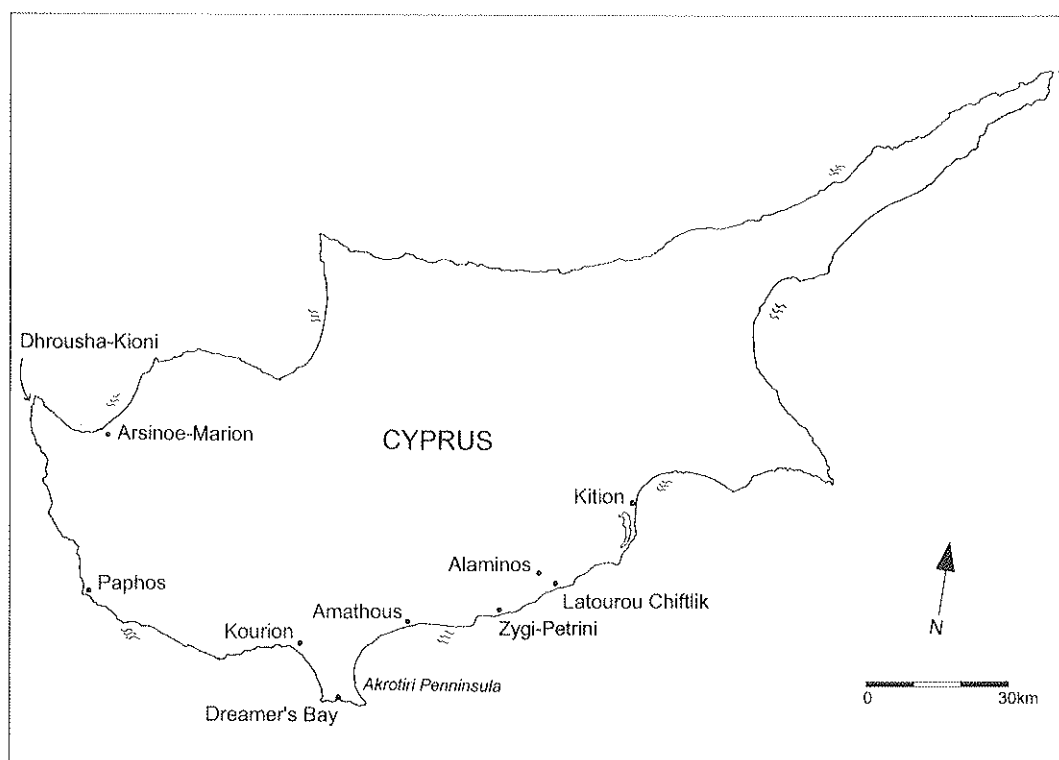 Dhrousha-Kioni
Arsinoe-Marion
CYPRUS
Kition
Alaminos
Latourou Chiftlik
Paphos
Amathous
Zygi-Petrini
Kourion
Akrotiri Penninsula
Dreamer's Bay
N
0 30km